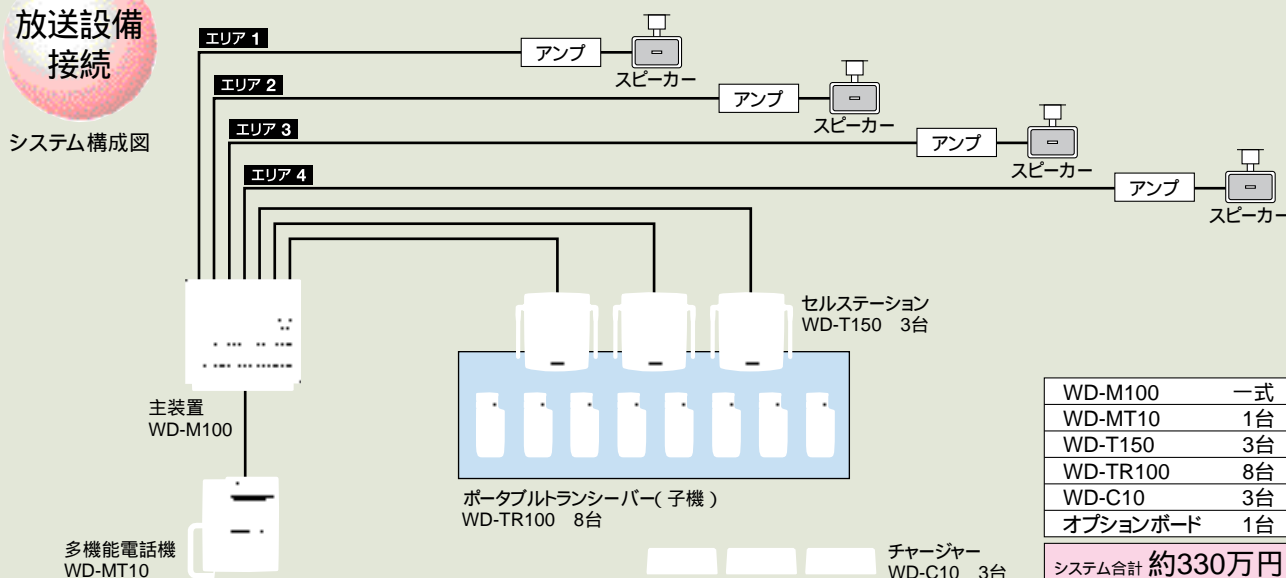 放送設備
接続
システム構成図
エリア 1
アンプ
スピーカー
エリア 2
アンプ
スピーカー
エリア 3
アンプ
スピーカー
エリア 4
アンプ
スピーカー
セルステーション
WD-T150 3台
主装置
WD-M100
ポータブルトランシーバー(子機)
WD-TR100 8台
多機能電話機
WD-MT10
チャージャー
WD-C10 3台
WD-M100 一式
WD-MT10 1台
WD-T150 3台
WD-TR100 8台
WD-C10 3台
オプションボード 1台
システム合計 約330万円